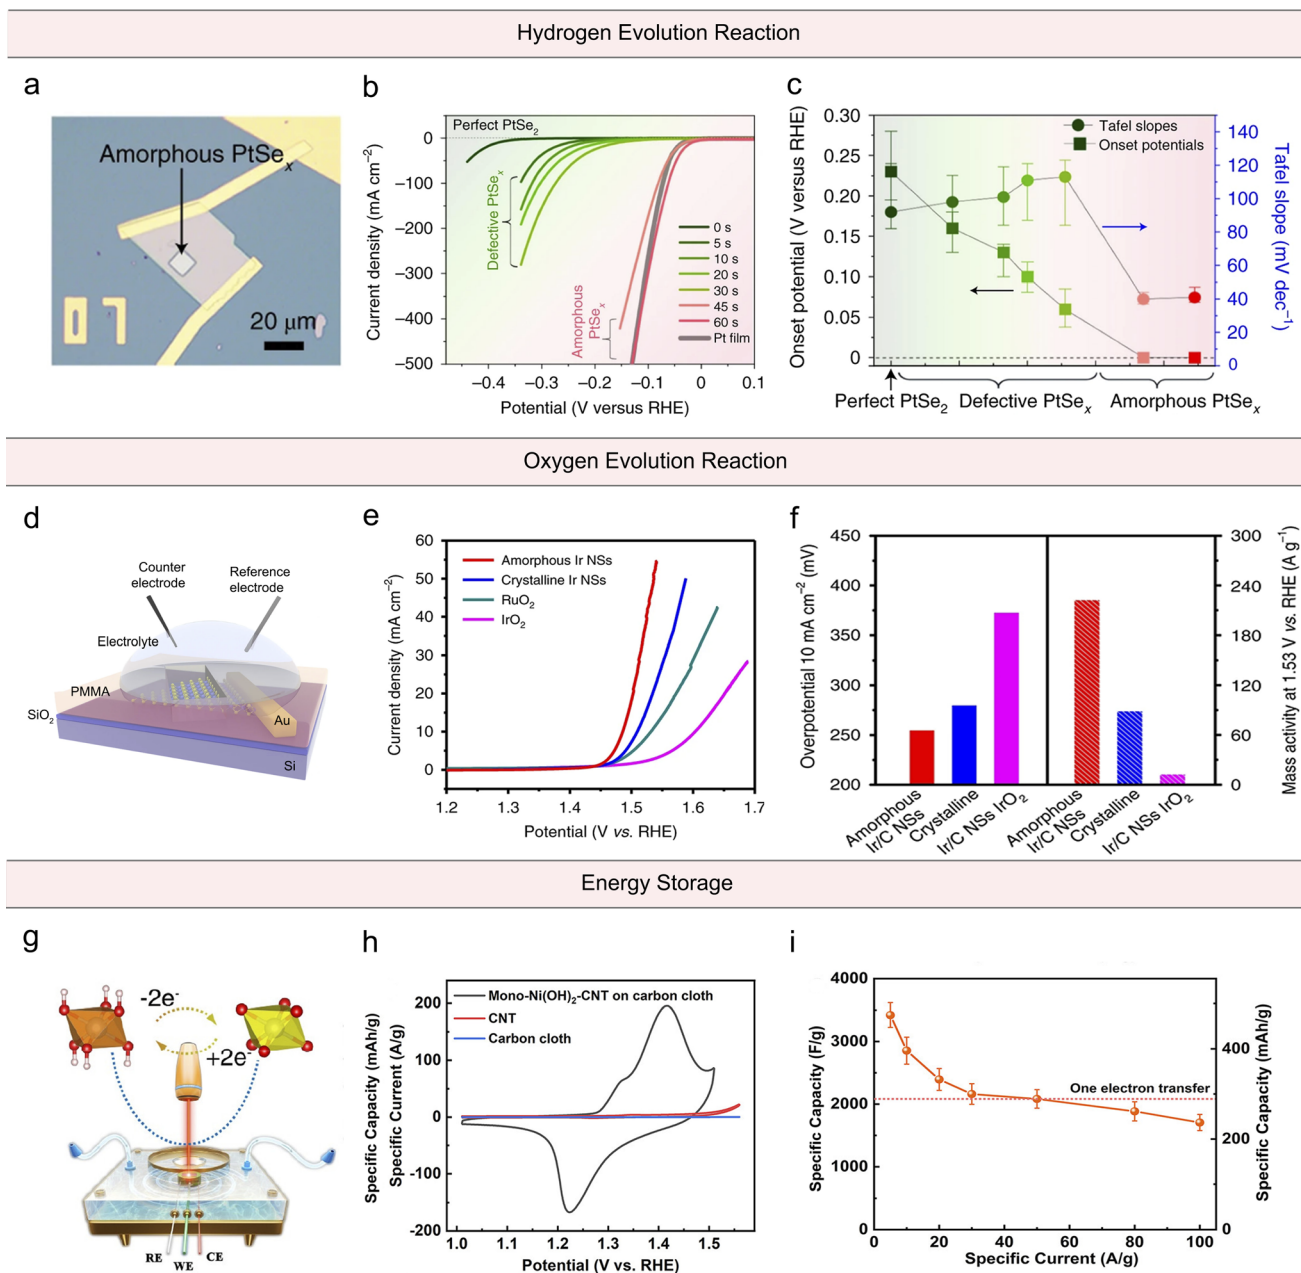 Hydrogen Evolution Reaction
a
Amorphous PtSeₓ
20 μm
b
Perfect PtSe₂
Defective PtSeₓ
Amorphous
PtSeₓ
0 s
5 s
10 s
20 s
30 s
45 s
60 s
Pt film
Current density (mA cm⁻²)
0
−100
−200
−300
−400
−500
−0.4
−0.3
−0.2
−0.1
0
0.1
Potential (V versus RHE)
c
Tafel slopes
Onset potentials
Onset potential (V versus RHE)
0.30
0.25
0.20
0.15
0.10
0.05
0
Tafel slope (mV dec⁻¹)
140
120
100
80
60
40
20
0
Perfect PtSe₂
Defective PtSeₓ
Amorphous PtSeₓ
Oxygen Evolution Reaction
d
Counter
electrode
Reference
electrode
Electrolyte
PMMA
SiO₂
Au
Si
e
Amorphous Ir NSs
Crystalline Ir NSs
RuO₂
IrO₂
Current density (mA cm⁻²)
60
50
40
30
20
10
0
1.2
1.3
1.4
1.5
1.6
1.7
Potential (V vs. RHE)
f
Overpotential 10 mA cm⁻² (mV)
450
400
350
300
250
200
Mass activity at 1.53 V vs. RHE (A g⁻¹)
300
240
180
120
60
0
Amorphous
Ir/C NSs
Crystalline
Ir/C NSs IrO₂
Amorphous
Ir/C NSs
Crystalline
Ir/C NSs IrO₂
Energy Storage
g
-2e⁻
+2e⁻
RE
WE
CE
h
Mono-Ni(OH)₂-CNT on carbon cloth
CNT
Carbon cloth
Specific Capacity (mAh/g)
Specific Current (A/g)
200
100
0
-100
-200
1.0
1.1
1.2
1.3
1.4
1.5
Potential (V vs. RHE)
i
One electron transfer
Specific Capacity (F/g)
4000
3000
2000
1000
0
Specific Capacity (mAh/g)
400
200
0
0
20
40
60
80
100
Specific Current (A/g)